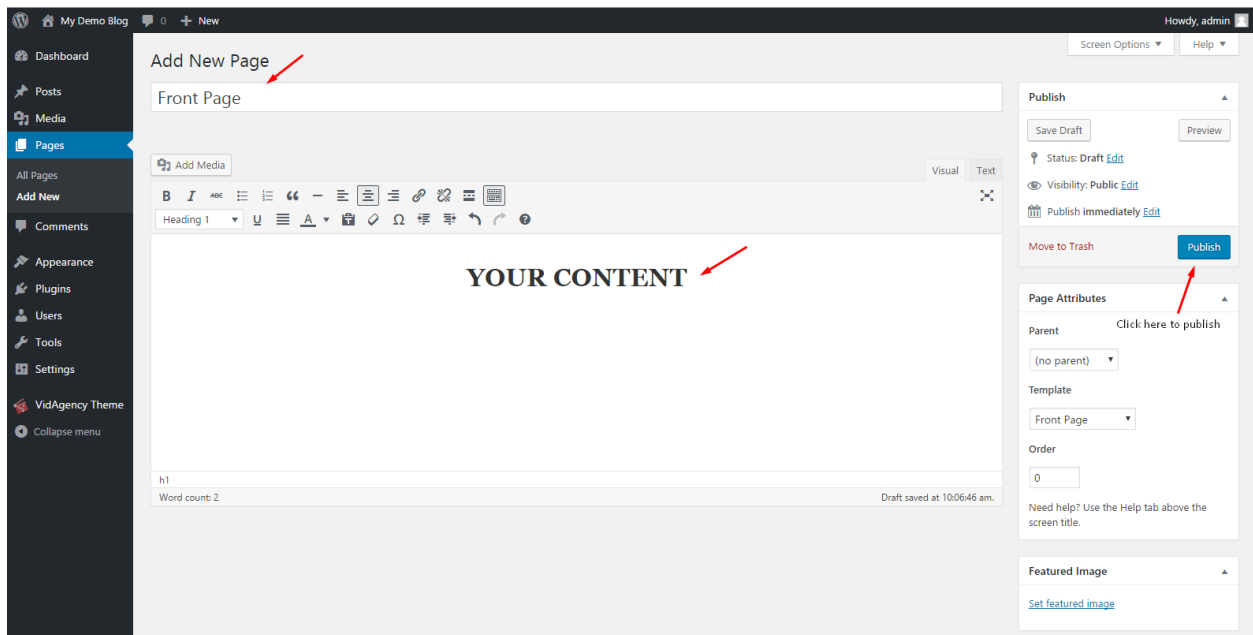 My Demo Blog 0 + New Howdy, admin
Screen Options ▼ Help ▼
Dashboard
Posts
Media
Pages
All Pages
Add New
Comments
Appearance
Plugins
Users
Tools
Settings
VidAgency Theme
Collapse menu
Add New Page
Front Page
Add Media
Visual Text
B I ABC
Heading 1 ▼ U A ▼ Ω
YOUR CONTENT
h1
Word count: 2 Draft saved at 10:06:46 am.
Publish
Save Draft Preview
Status: Draft Edit
Visibility: Public Edit
Publish immediately Edit
Move to Trash Publish
Click here to publish
Page Attributes
Parent
(no parent)
Template
Front Page
Order
0
Need help? Use the Help tab above the
screen title.
Featured Image
Set featured image